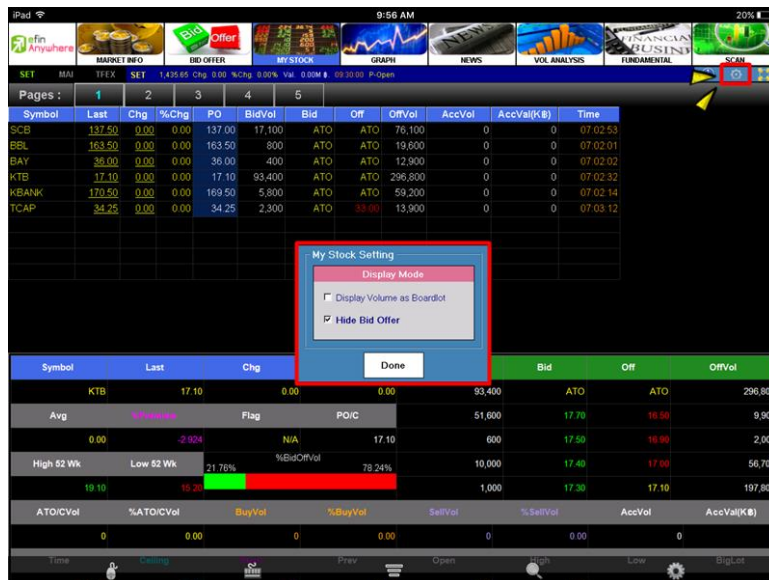 iPad 9:56 AM 20%
efin Anywhere
Bid Offer NEWS FINANCIAL BUSIN
MARKET INFO BID OFFER MY STOCK GRAPH NEWS VOL ANALYSIS FUNDAMENTAL SCAN
SET MAI TFEX SET 1,435.65 Chg. 0.00 %Chg. 0.00% Val. 0.00M฿. 09:30:00 P-Open
Pages : 1 2 3 4 5
Symbol Last Chg %Chg PO BidVol Bid Off OffVol AccVol AccVal(K฿) Time
SCB 137.50 0.00 0.00 137.00 17,100 ATO ATO 76,100 0 0 07:02:53
BBL 163.50 0.00 0.00 163.50 800 ATO ATO 19,600 0 0 07:02:01
BAY 36.00 0.00 0.00 36.00 400 ATO ATO 12,900 0 0 07:02:02
KTB 17.10 0.00 0.00 17.10 93,400 ATO ATO 296,800 0 0 07:02:32
KBANK 170.50 0.00 0.00 169.50 5,800 ATO ATO 59,200 0 0 07:02:14
TCAP 34.25 0.00 0.00 34.25 2,300 ATO 33.00 13,900 0 0 07:03:12
My Stock Setting
Display Mode
Display Volume as Boardlot
Hide Bid Offer
Done
Symbol Last Chg Bid Off OffVol
KTB 17.10 0.00 0.00 93,400 ATO ATO 296,80
Avg Flag PO/C 51,600 17.70 16.50 9,90
0.00 -2.924 N/A 17.10 600 17.50 16.90 2,00
High 52 Wk Low 52 Wk %BidOffVol 10,000 17.40 17.00 56,70
21.76% 78.24%
19.10 15.20 1,000 17.30 17.10 197,80
ATO/CVol %ATO/CVol BuyVol %BuyVol SellVol %SellVol AccVol AccVal(K฿)
0 0.00 0 0.00 0 0.00 0
Time Ceiling Prev Open High Low BigLot